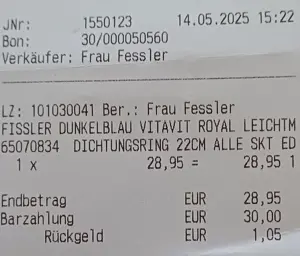 JNr: 1550123 14.05.2025 15:22
Bon: 30/000050560
Verkäufer: Frau Fessler
LZ: 101030041 Ber.: Frau Fessler
FISSLER DUNKELBLAU VITAVIT ROYAL LEICHTM
65070834 DICHTUNGSRING 22CM ALLE SKT ED
1 x 28,95 = 28,95 1
Endbetrag EUR 28,95
Barzahlung EUR 30,00
Rückgeld EUR 1,05